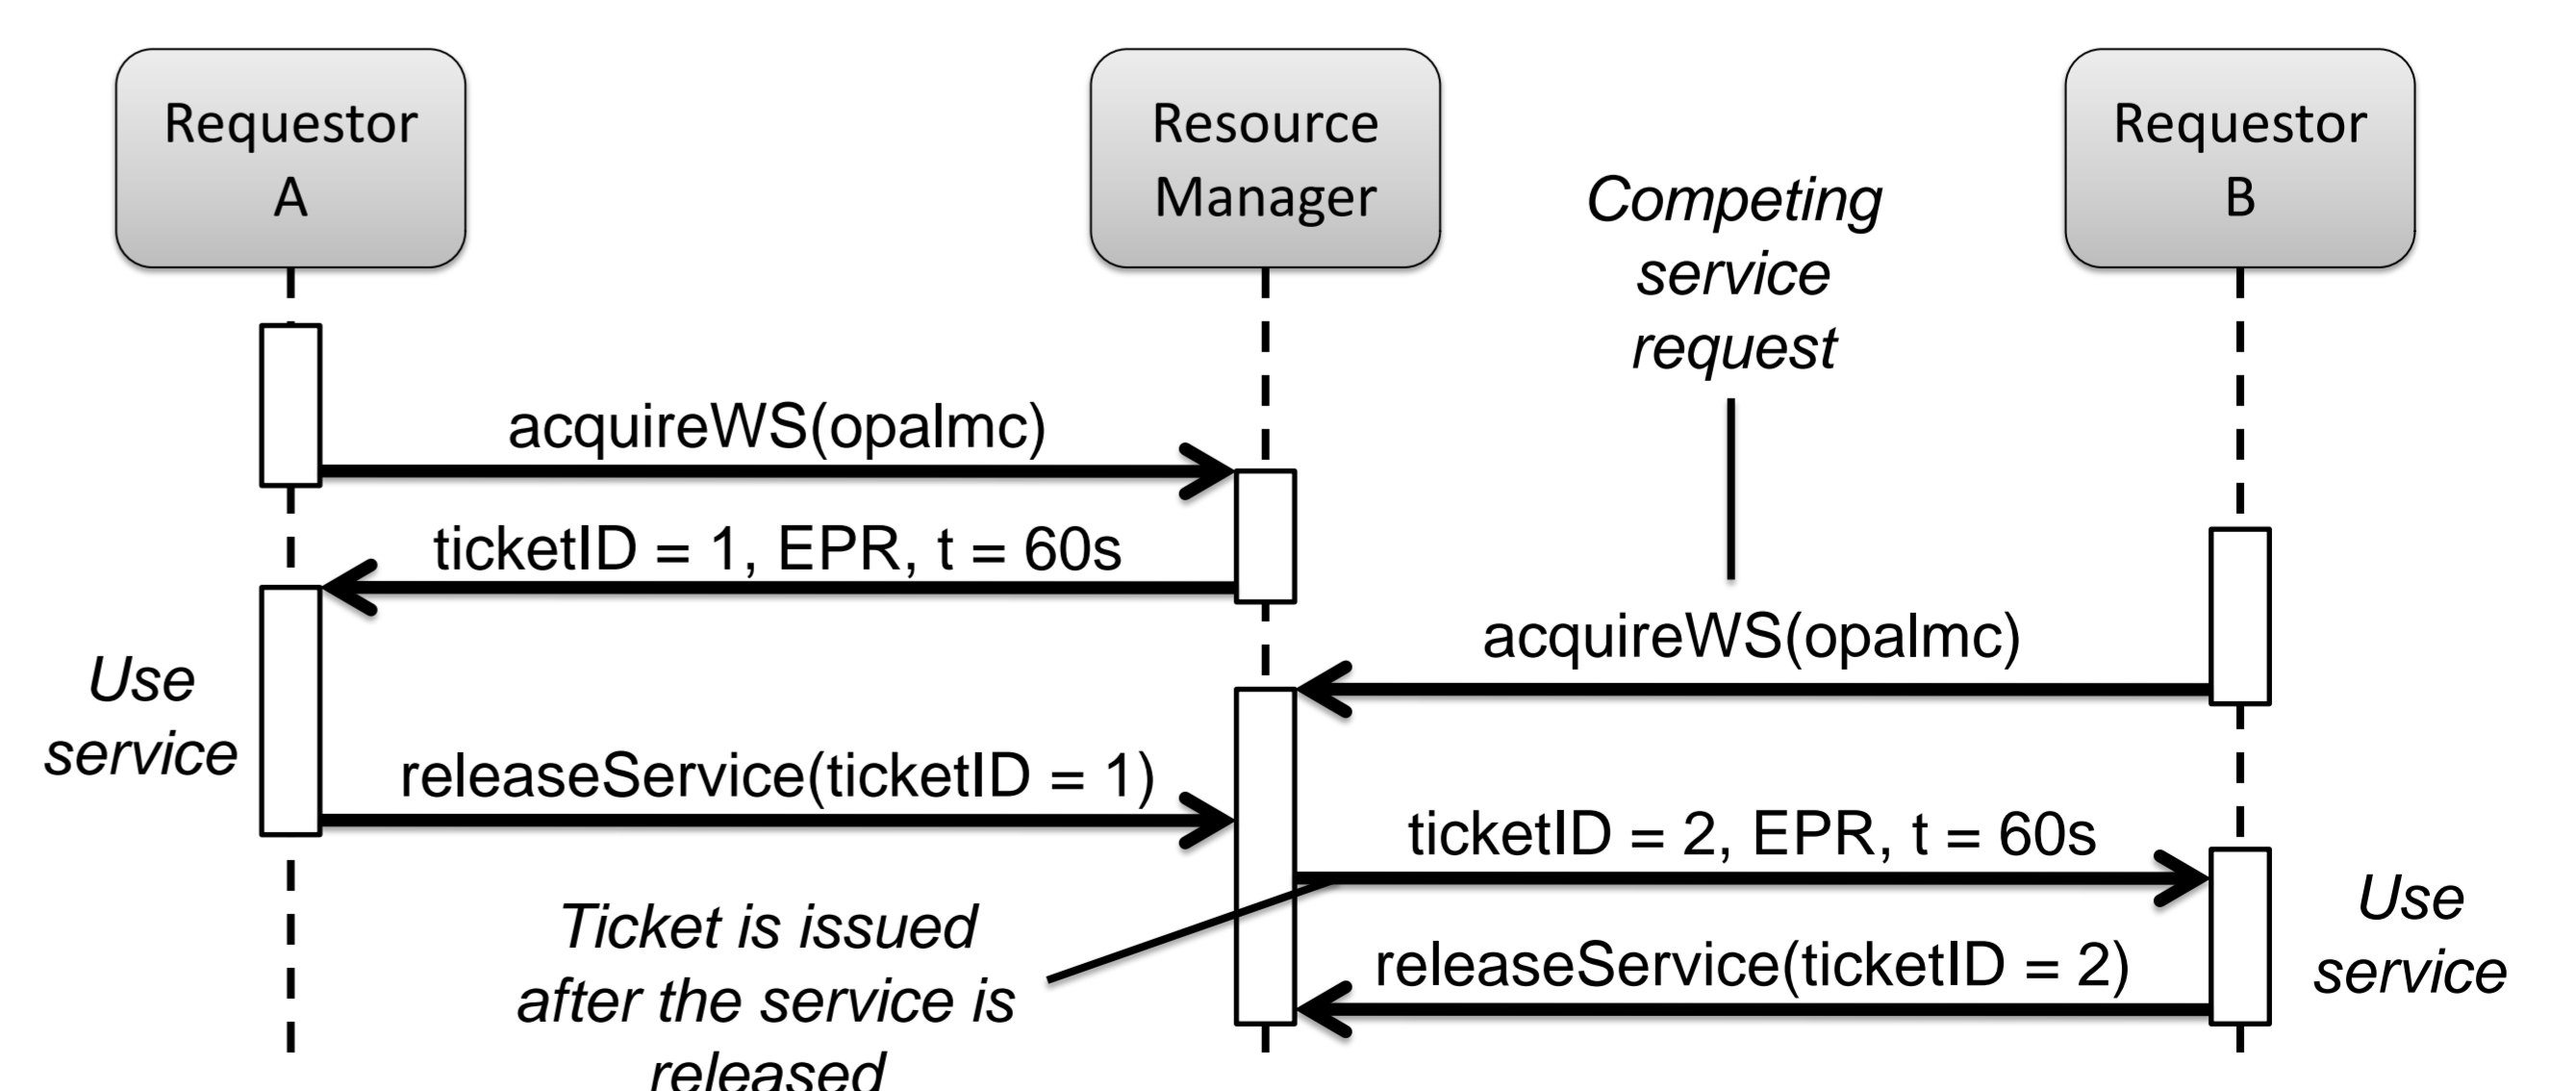 Requestor
A
Resource
Manager
Requestor
B
Competing
service
request
acquireWS(opalmc)
ticketID = 1, EPR, t = 60s
acquireWS(opalmc)
Use
service
releaseService(ticketID = 1)
ticketID = 2, EPR, t = 60s
Ticket is issued
after the service is
released
releaseService(ticketID = 2)
Use
service